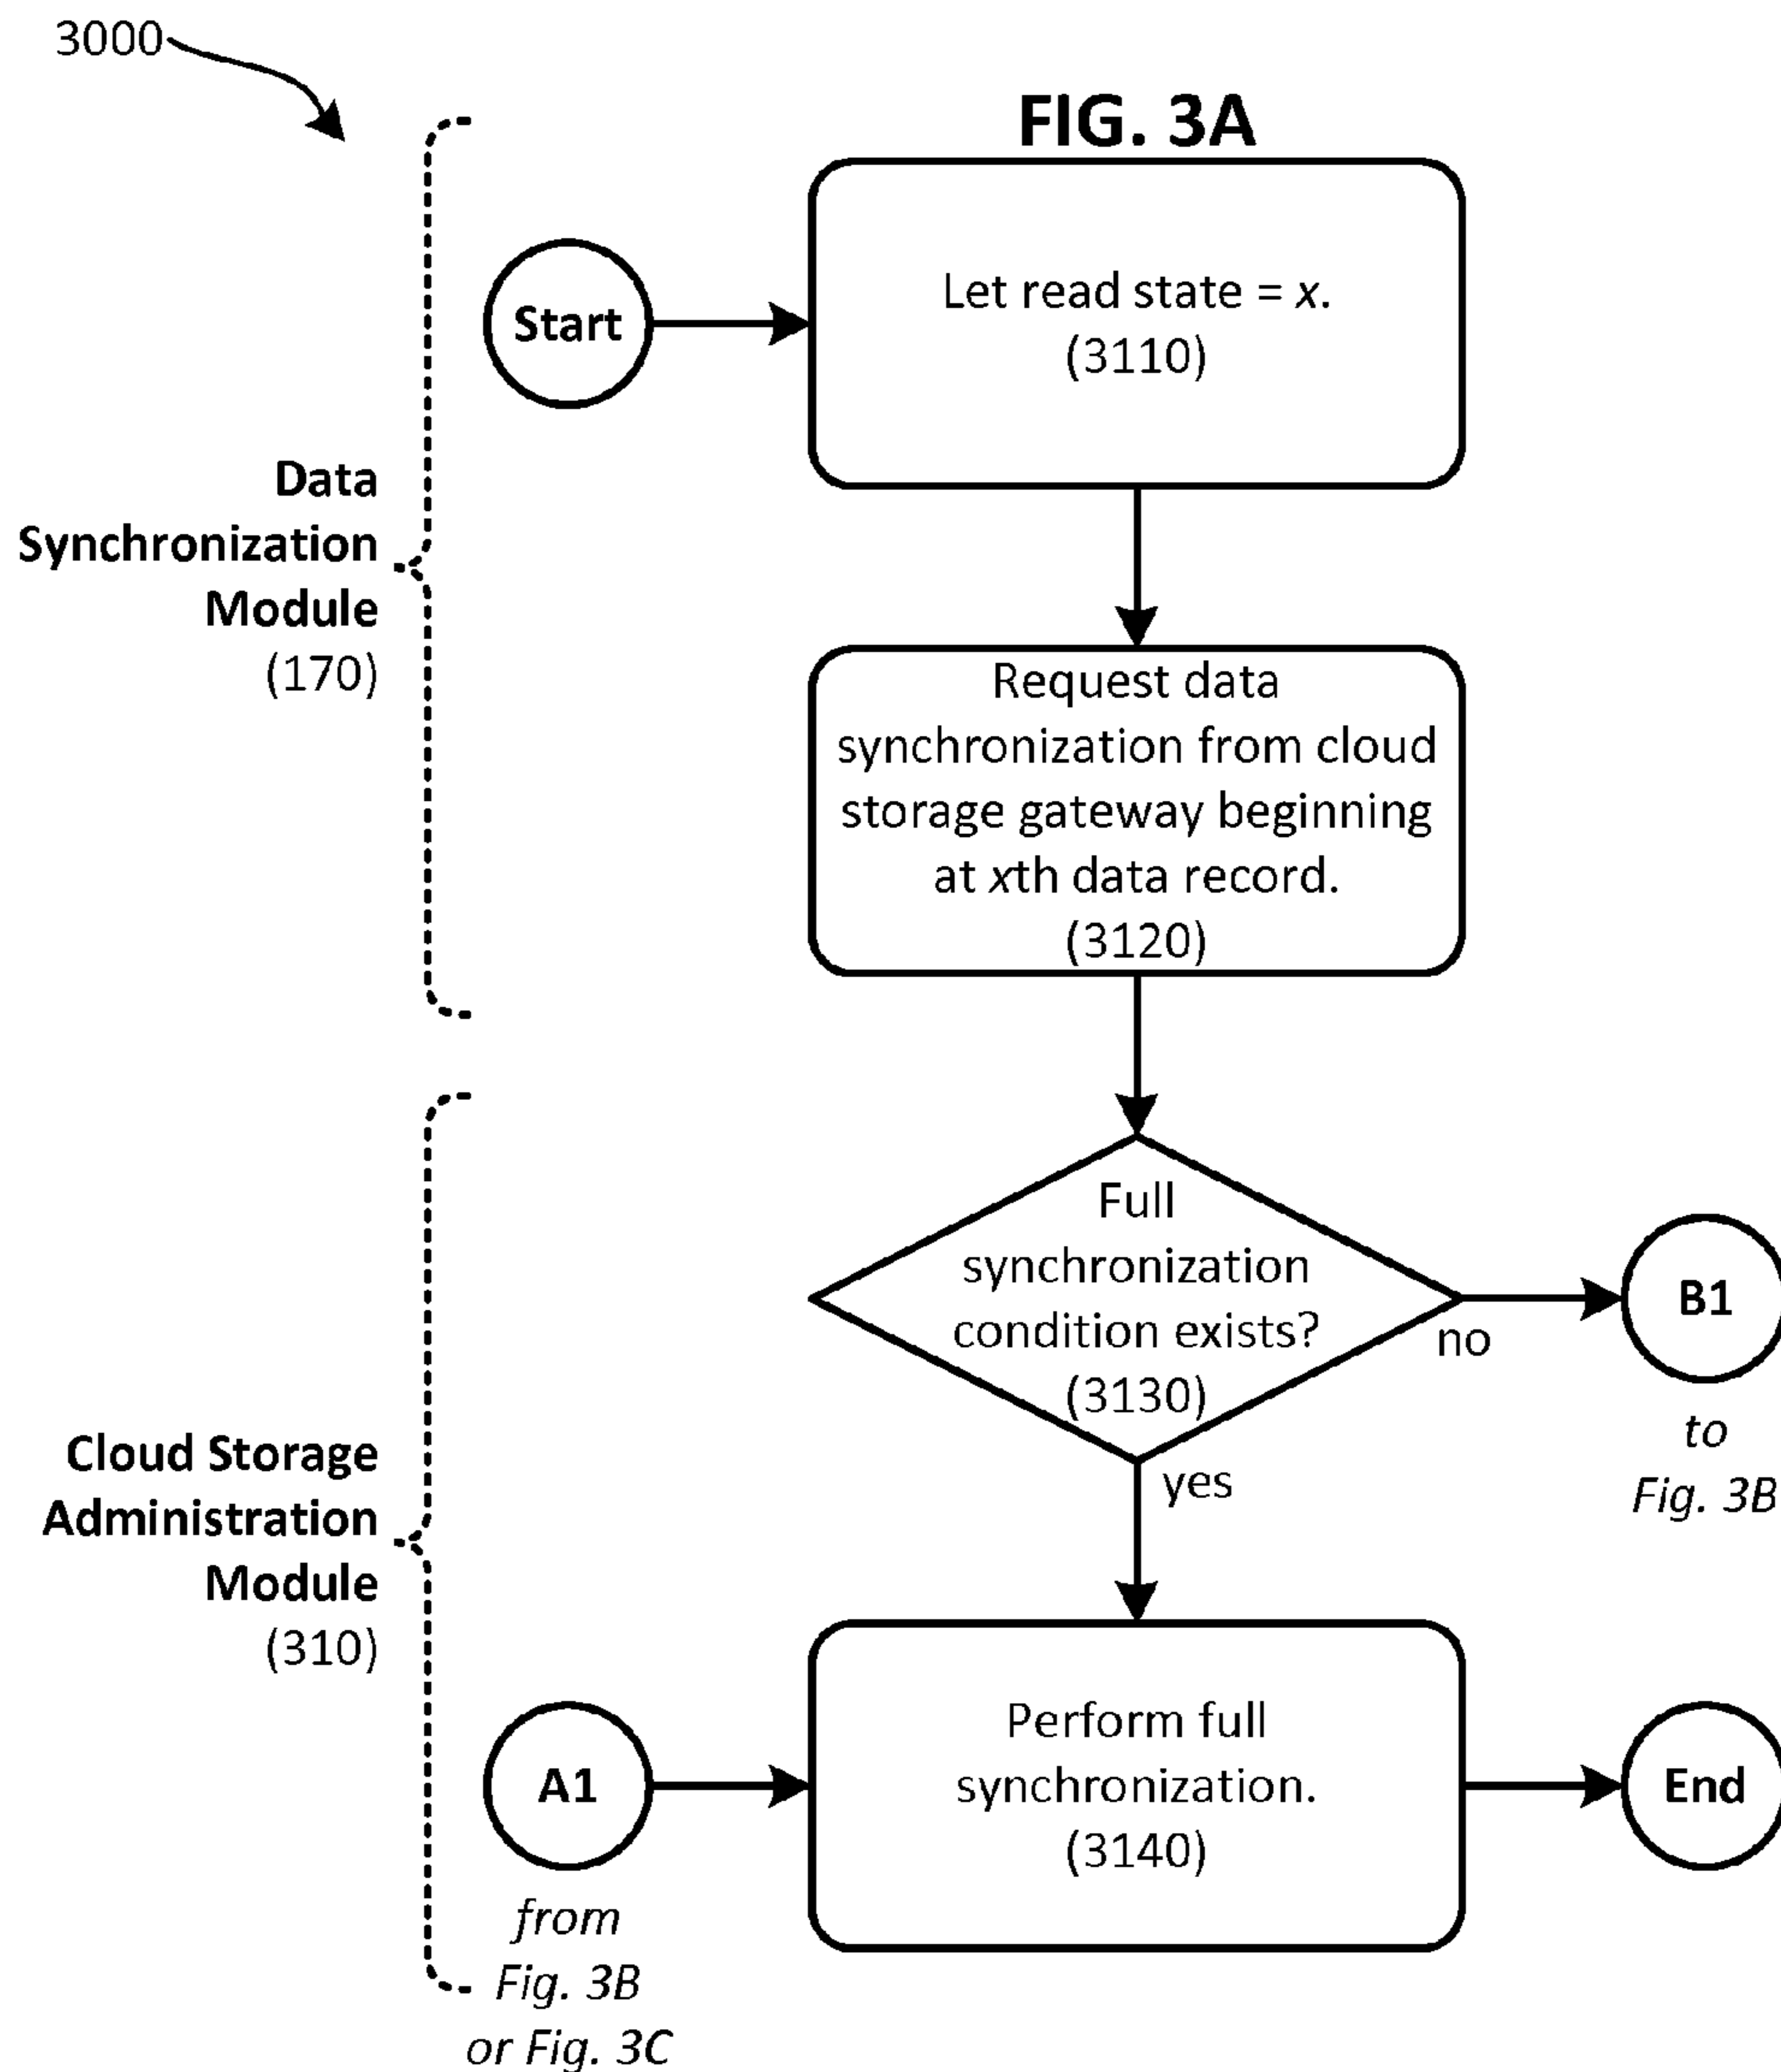 3000
FIG. 3A
Start
Let read state = x.
(3110)
Data
Synchronization
Module
(170)
Request data
synchronization from cloud
storage gateway beginning
at xth data record.
(3120)
Full
synchronization
condition exists?
(3130)
no
B1
to
Fig. 3B
yes
Cloud Storage
Administration
Module
(310)
A1
from
Fig. 3B
or Fig. 3C
Perform full
synchronization.
(3140)
End